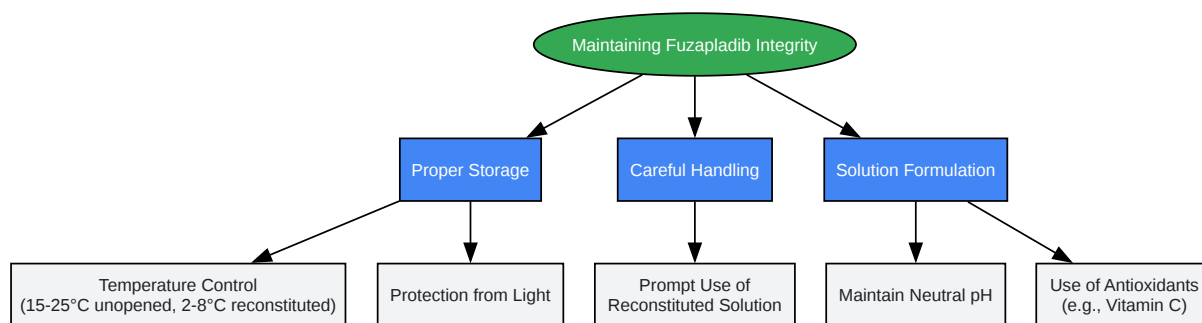 Maintaining Fuzapladib Integrity
Proper Storage
Careful Handling
Solution Formulation
Temperature Control
(15-25°C unopened, 2-8°C reconstituted)
Protection from Light
Prompt Use of
Reconstituted Solution
Maintain Neutral pH
Use of Antioxidants
(e.g., Vitamin C)